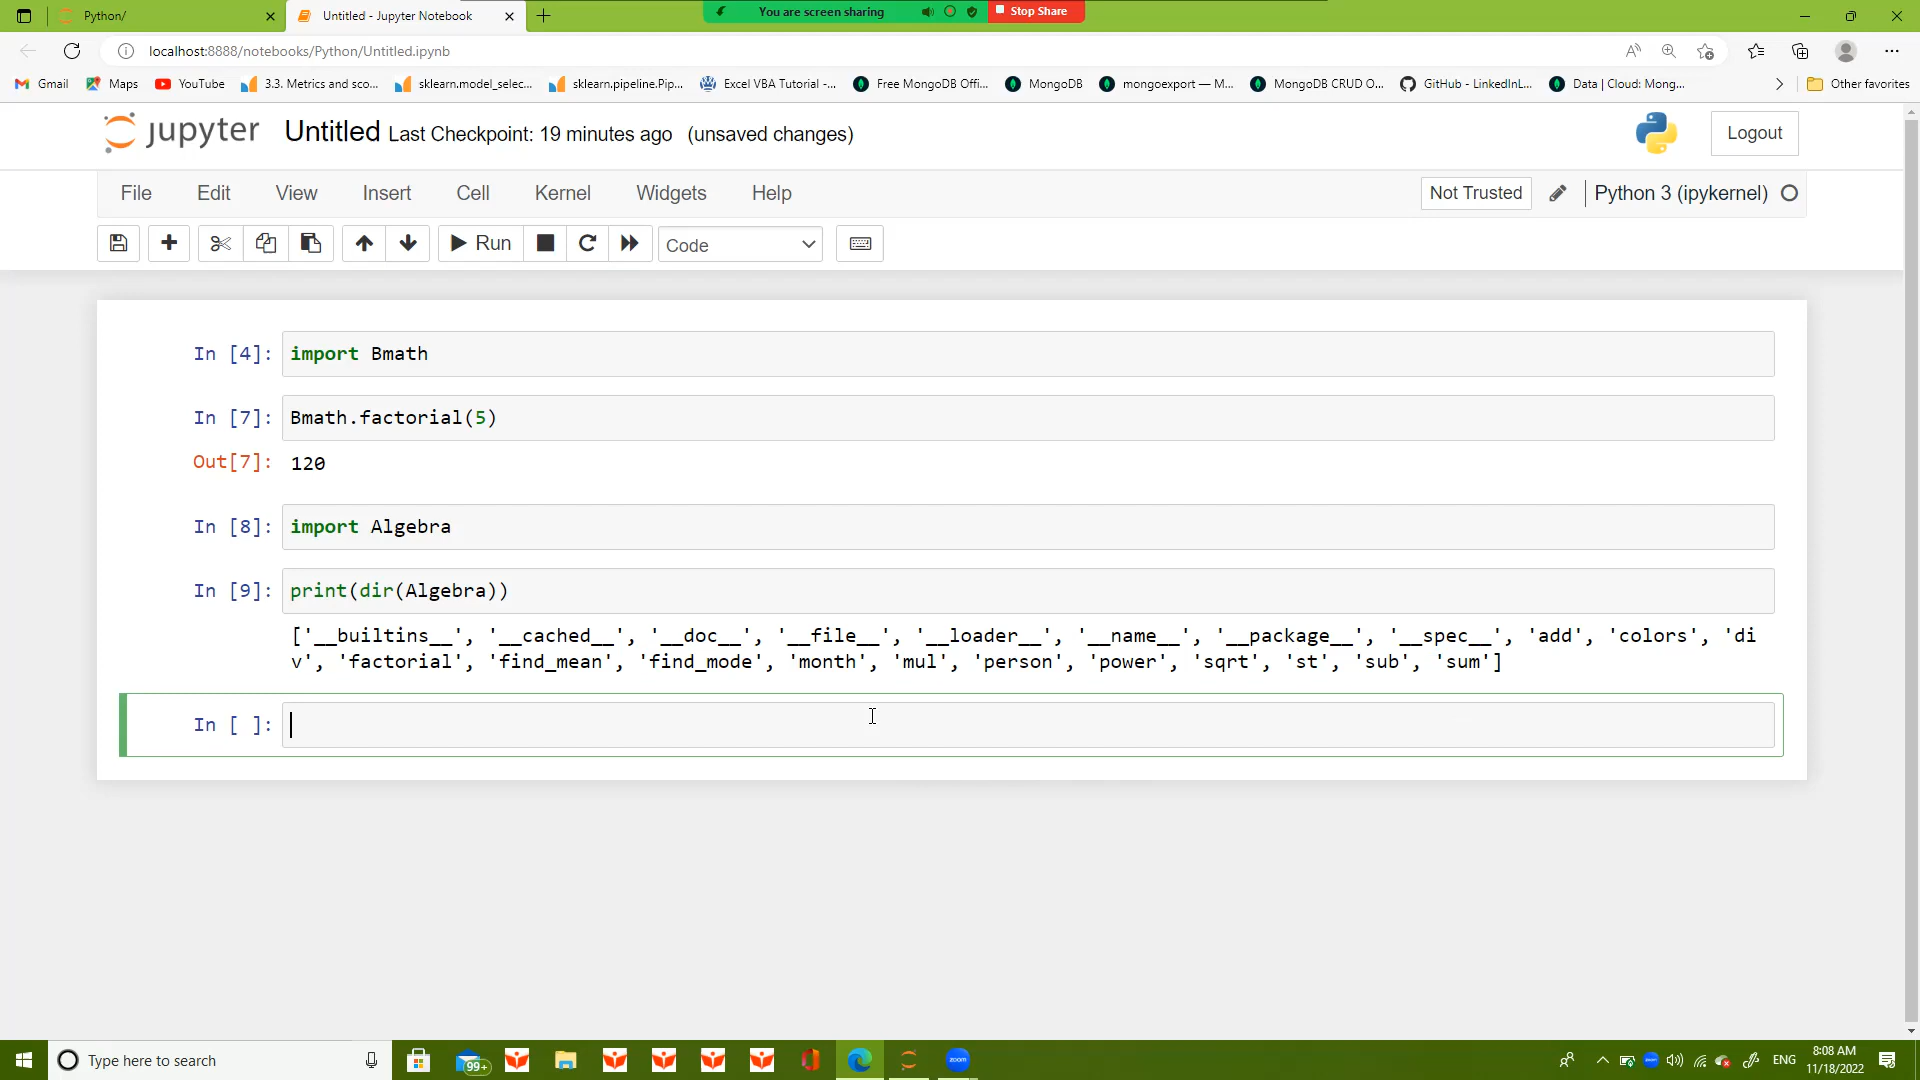 Python/
Untitled - Jupyter Notebook
You are screen sharing
Stop Share
localhost:8888/notebooks/Python/Untitled.ipynb
Gmail
Maps
YouTube
3.3. Metrics and sco...
sklearn.model_selec...
sklearn.pipeline.Pip...
Excel VBA Tutorial -...
Free MongoDB Offi...
MongoDB
mongoexport — M...
MongoDB CRUD O...
GitHub - LinkedInL...
Data | Cloud: Mong...
Other favorites
jupyter Untitled Last Checkpoint: 19 minutes ago (unsaved changes)
Logout
File Edit View Insert Cell Kernel Widgets Help
Not Trusted
Python 3 (ipykernel)
Run
Code
In [4]: import Bmath
In [7]: Bmath.factorial(5)
Out[7]: 120
In [8]: import Algebra
In [9]: print(dir(Algebra))
['__builtins__', '__cached__', '__doc__', '__file__', '__loader__', '__name__', '__package__', '__spec__', 'add', 'colors', 'di
v', 'factorial', 'find_mean', 'find_mode', 'month', 'mul', 'person', 'power', 'sqrt', 'st', 'sub', 'sum']
In [ ]:
Type here to search
99+
zoom
ENG
8:08 AM
11/18/2022